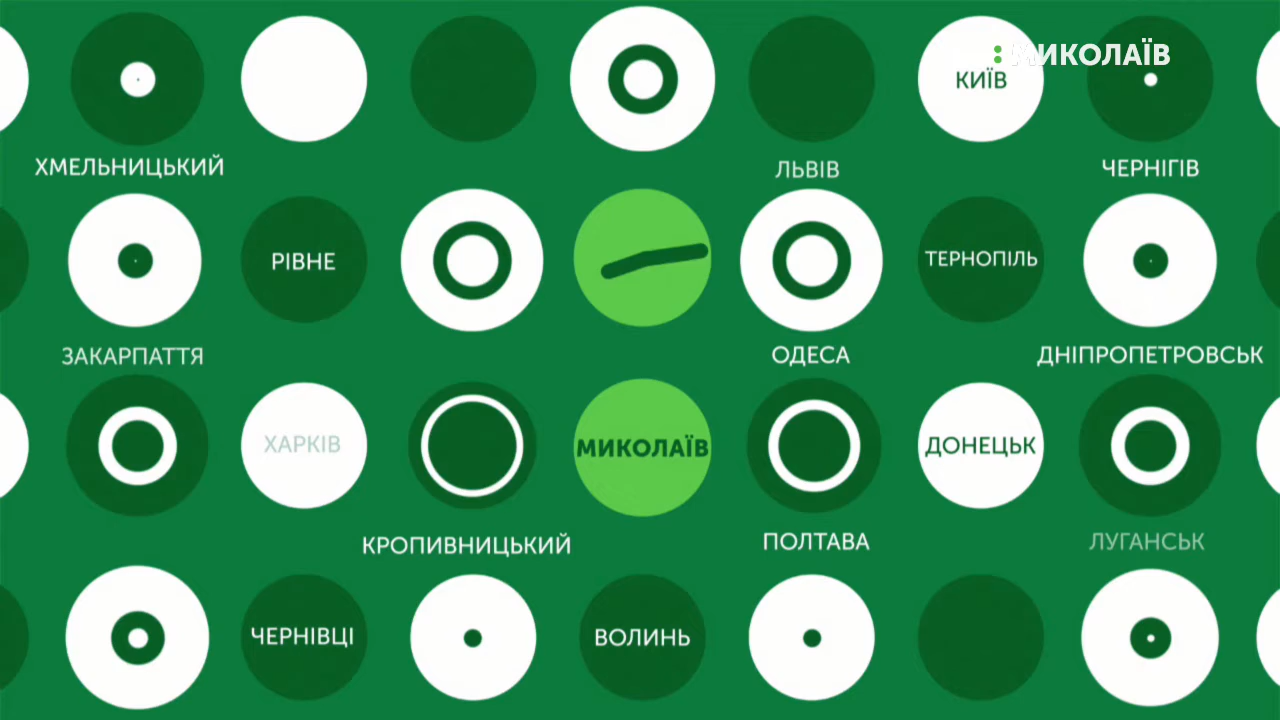 МИКОЛАЇВ
КИЇВ
ХМЕЛЬНИЦЬКИЙ
ЛЬВІВ
ЧЕРНІГІВ
РІВНЕ
ТЕРНОПІЛЬ
ЗАКАРПАТТЯ
ОДЕСА
ДНІПРОПЕТРОВСЬК
ХАРКІВ
МИКОЛАЇВ
ДОНЕЦЬК
КРОПИВНИЦЬКИЙ
ПОЛТАВА
ЛУГАНСЬК
ЧЕРНІВЦІ
ВОЛИНЬ